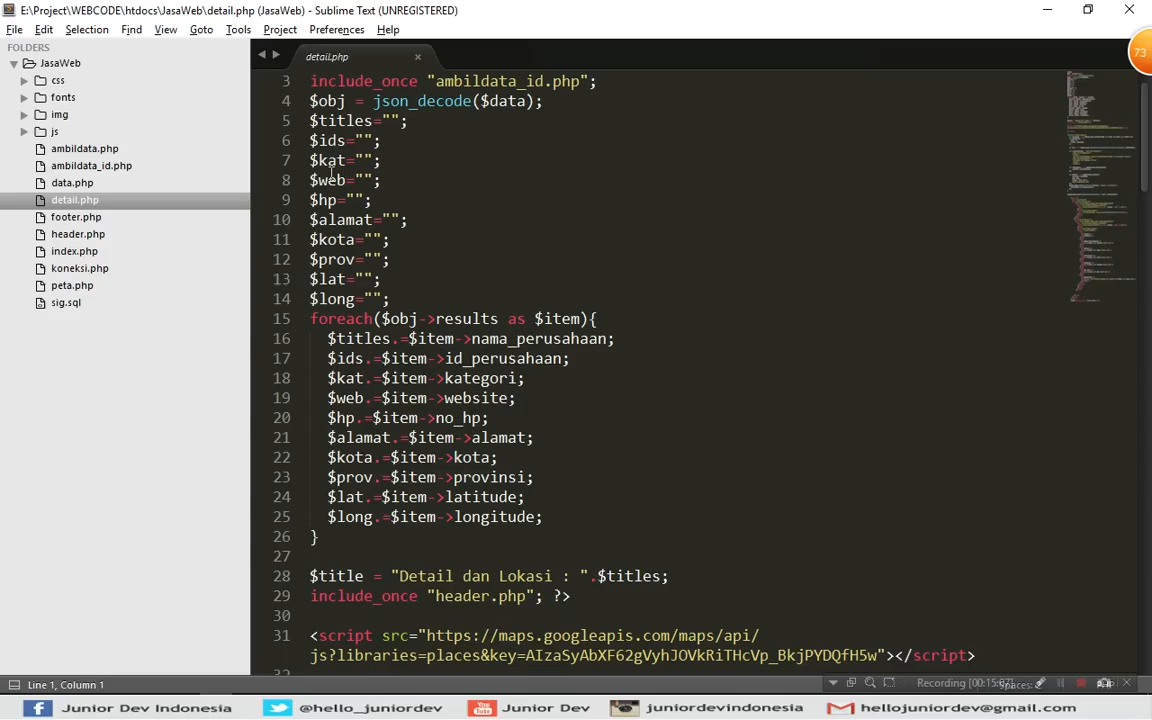 E:\Project\WEBCODE\htdocs\JasaWeb\detail.php (JasaWeb) - Sublime Text (UNREGISTERED)
File Edit Selection Find View Goto Tools Project Preferences Help
FOLDERS
JasaWeb
css
fonts
img
js
ambildata.php
ambildata_id.php
data.php
detail.php
footer.php
header.php
index.php
koneksi.php
peta.php
sig.sql
detail.php
73
3 include_once "ambildata_id.php";
4 $obj = json_decode($data);
5 $titles="";
6 $ids="";
7 $kat="";
8 $web="";
9 $hp="";
10 $alamat="";
11 $kota="";
12 $prov="";
13 $lat="";
14 $long="";
15 foreach($obj->results as $item){
16 $titles.=$item->nama_perusahaan;
17 $ids.=$item->id_perusahaan;
18 $kat.=$item->kategori;
19 $web.=$item->website;
20 $hp.=$item->no_hp;
21 $alamat.=$item->alamat;
22 $kota.=$item->kota;
23 $prov.=$item->provinsi;
24 $lat.=$item->latitude;
25 $long.=$item->longitude;
26 }
27
28 $title = "Detail dan Lokasi : ".$titles;
29 include_once "header.php"; ?>
30
31 <script src="https://maps.googleapis.com/maps/api/
js?libraries=places&key=AIzaSyAbXF62gVyhJOVkRiTHcVp_BkjPYDQfH5w"></script>
Line 1, Column 1
Recording
Junior Dev Indonesia @hello_juniordev Junior Dev juniordevindonesia hellojuniordev@gmail.com